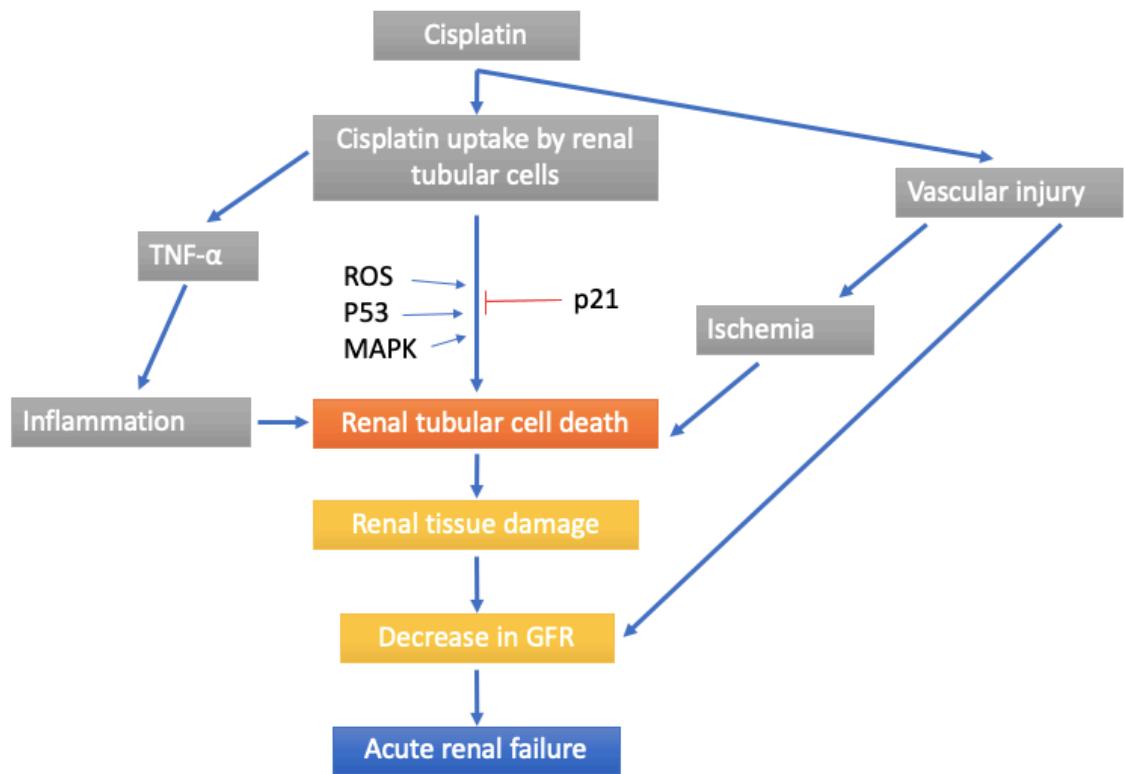 Cisplatin
Cisplatin uptake by renal
tubular cells
Vascular injury
TNF-α
ROS
P53
MAPK
p21
Ischemia
Inflammation
Renal tubular cell death
Renal tissue damage
Decrease in GFR
Acute renal failure